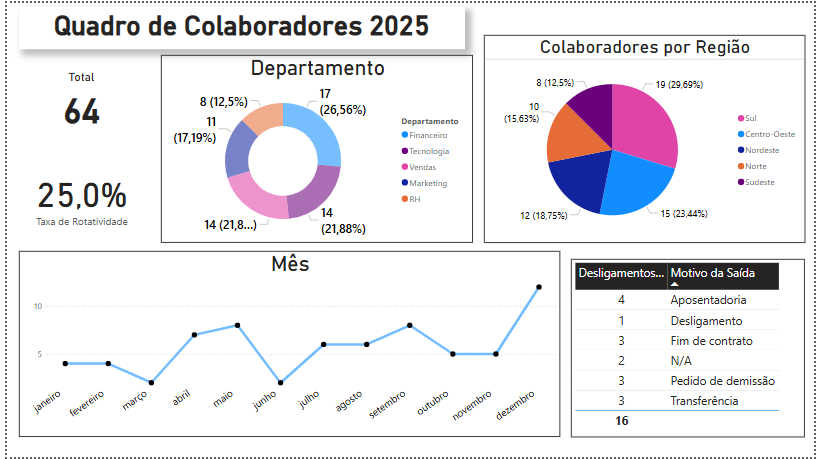 Quadro de Colaboradores 2025
Total
64
25,0%
Taxa de Rotatividade
Departamento
17
(26,56%)
14
(21,88%)
14 (21,8...)
11
(17,19%)
8 (12,5%)
Departamento
Financeiro
Tecnologia
Vendas
Marketing
RH
Colaboradores por Região
19 (29,69%)
15 (23,44%)
12 (18,75%)
10
(15,63%)
8 (12,5%)
Sul
Centro-Oeste
Nordeste
Norte
Sudeste
Mês
10
5
janeiro
fevereiro
março
abril
maio
junho
julho
agosto
setembro
outubro
novembro
dezembro
Desligamentos... Motivo da Saída
4 Aposentadoria
1 Desligamento
3 Fim de contrato
2 N/A
3 Pedido de demissão
3 Transferência
16